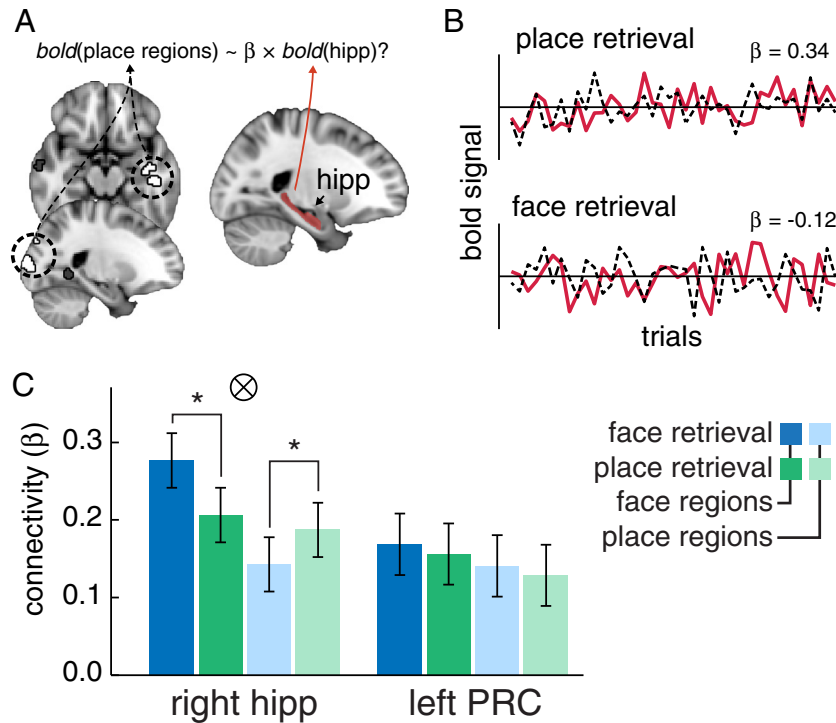 A
bold(place regions) ~ β × bold(hipp)?
hipp
B
place retrieval
β = 0.34
bold signal
face retrieval
β = -0.12
trials
C
connectivity (β)
0.3
0.2
0.1
0.0
*
*
right hipp
left PRC
face retrieval
place retrieval
face regions
place regions